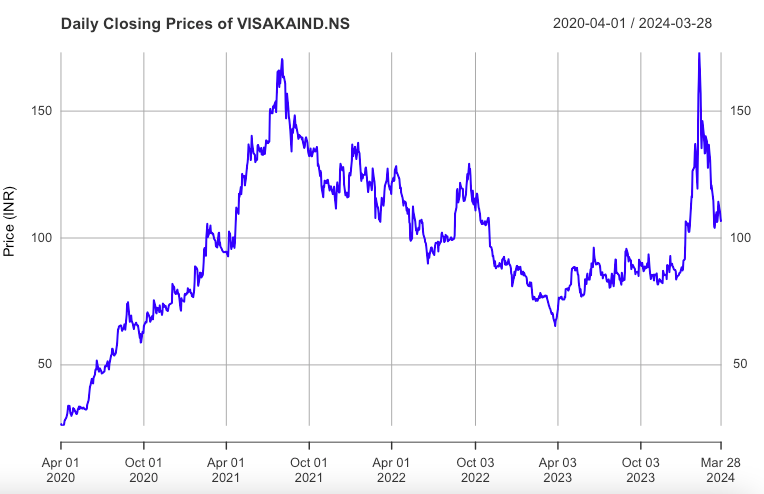 Daily Closing Prices of VISAKAIND.NS
2020-04-01 / 2024-03-28
Price (INR)
150
150
100
100
50
50
Apr 01
2020
Oct 01
2020
Apr 01
2021
Oct 01
2021
Apr 01
2022
Oct 03
2022
Apr 03
2023
Oct 03
2023
Mar 28
2024